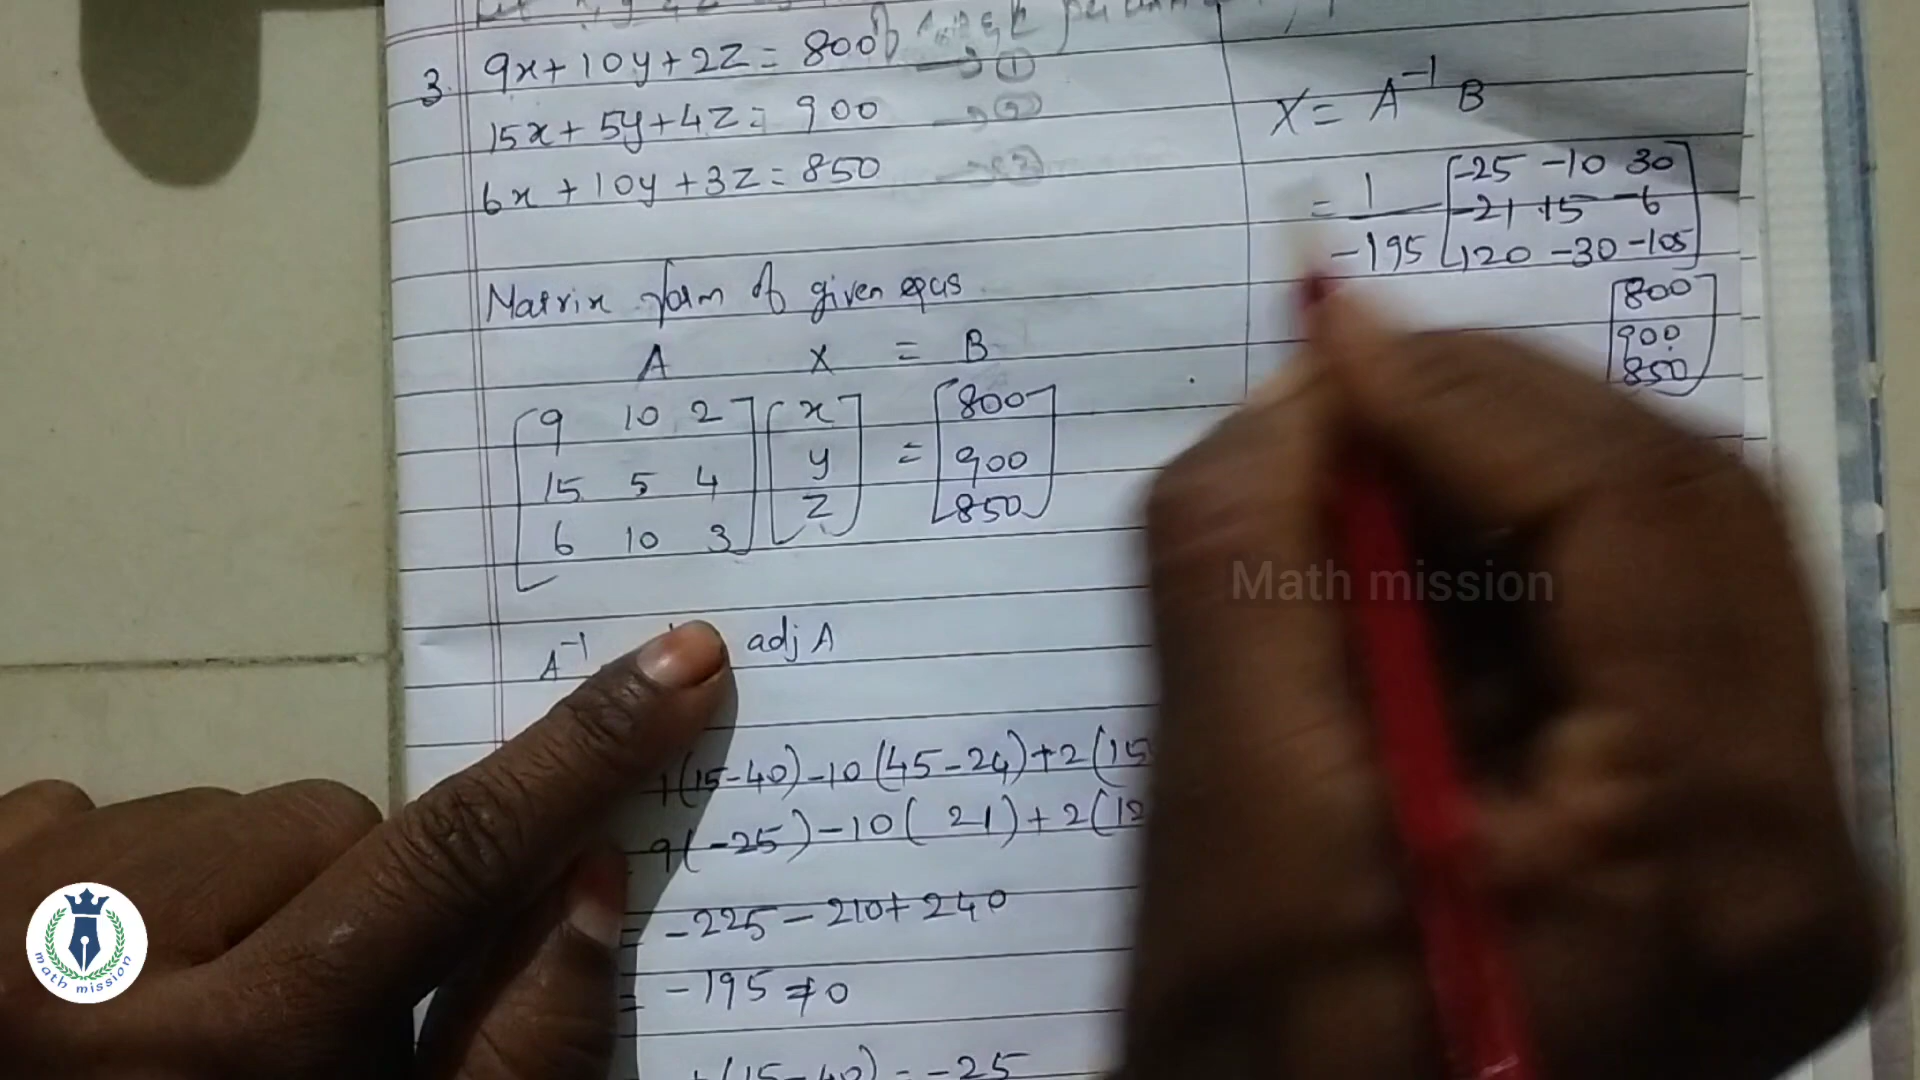 3. 9x+10y+2z = 800 → ①
15x+5y+4z = 900 → ②
6x+10y+3z = 850 → ③
Matrix form of given eqns
A X = B
9 10 2 x 800
15 5 4 y = 900
6 10 3 z 850
A⁻¹ adj A
(15-40)-10(45-24)+2(15
9(-25)-10(21)+2(12
= -225-210+240
= -195 ≠ 0
+(15-40) = -25
X = A⁻¹ B
= 1/-195 [-25 -10 30
-21 +15 -6
120 -30 -105]
[800
900
850]
Math mission
math mission